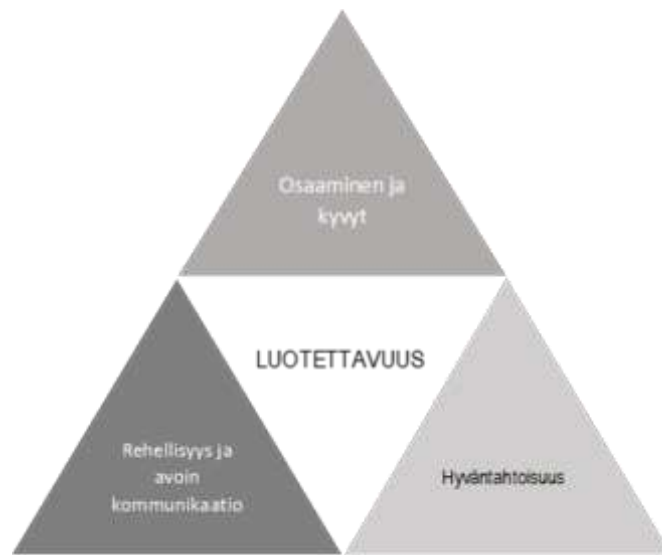 Osaaminen ja
kyvyt
LUOTETTAVUUS
Rehellisyys ja
avoin
kommunikaatio
Hyväntahtoisuus